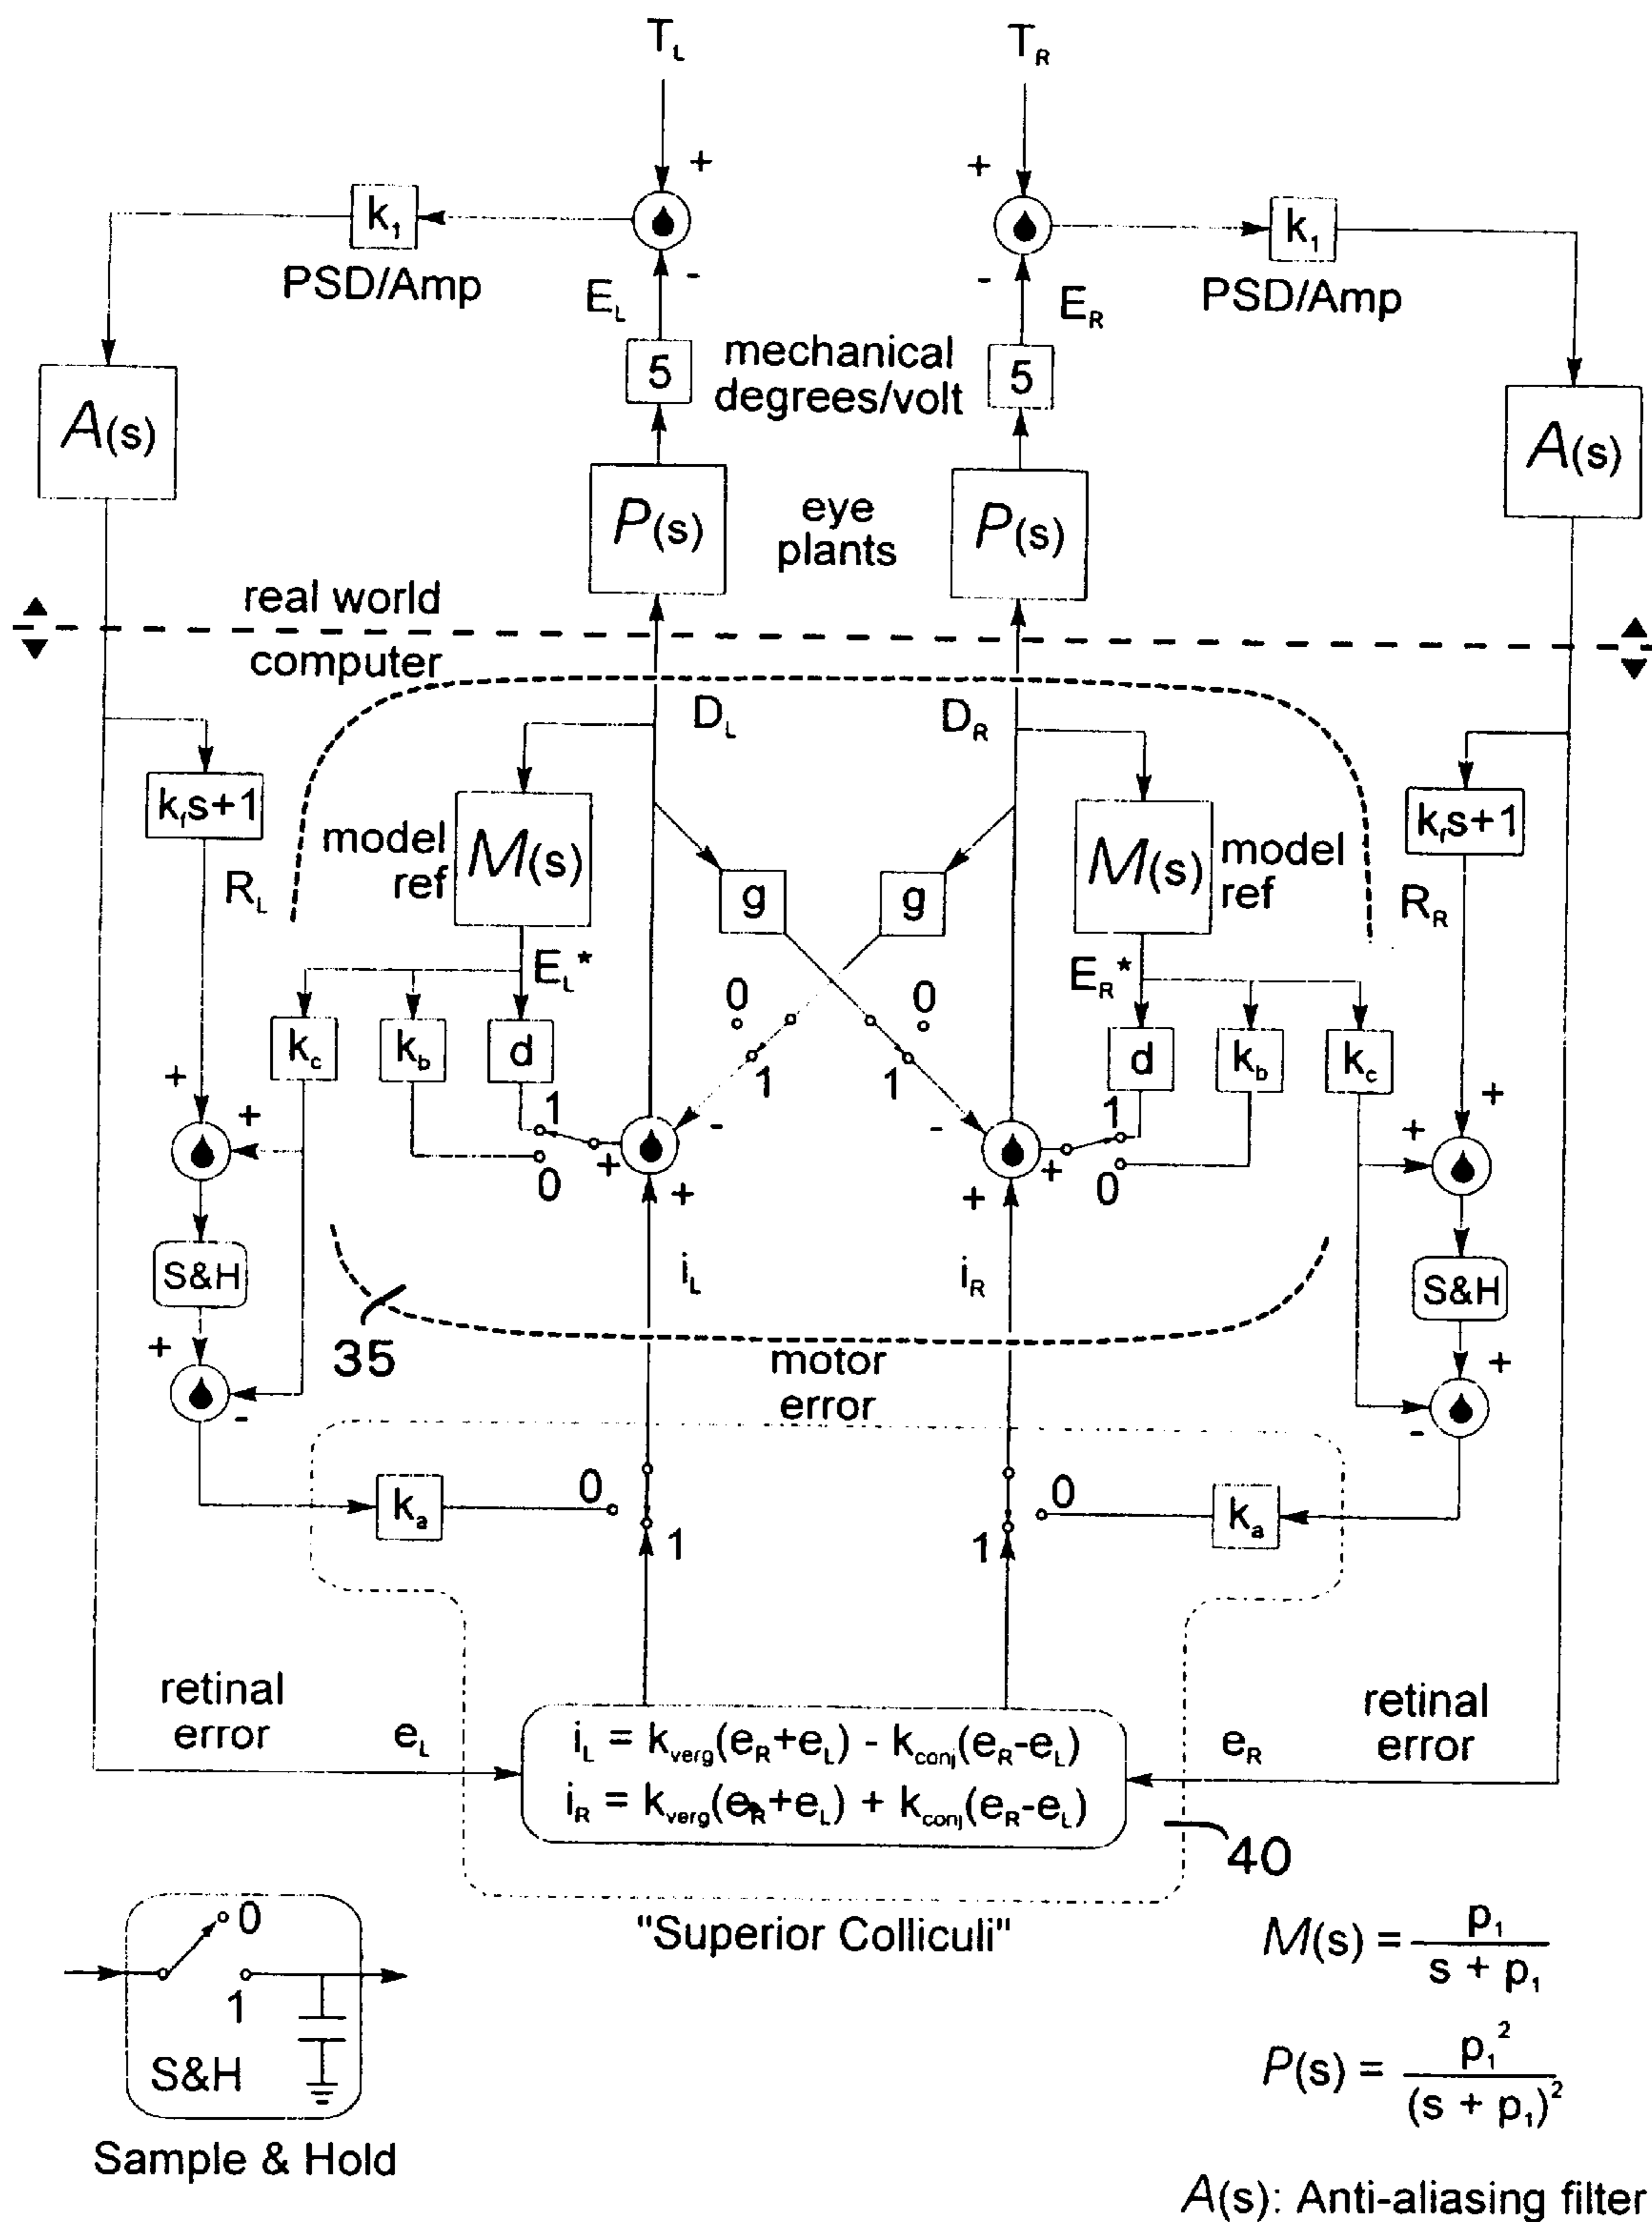 T_L
T_R
+
+
k_1
k_1
PSD/Amp
PSD/Amp
-
-
E_L
E_R
mechanical
degrees/volt
5
5
A(s)
A(s)
P(s)
P(s)
eye
plants
real world
computer
D_L
D_R
k_f s+1
k_f s+1
model
ref
M(s)
M(s)
model
ref
g
g
R_L
R_R
E_L*
E_R*
0
0
k_c
k_b
d
d
k_b
k_c
1
1
+
+
+
+
1
1
-
-
0
0
+
+
+
+
S&H
S&H
i_L
i_R
35
motor
error
+
+
-
-
k_a
0
0
k_a
1
1
retinal
error
e_L
i_L = k_verg(e_R+e_L) - k_conj(e_R-e_L)
i_R = k_verg(e_R+e_L) + k_conj(e_R-e_L)
e_R
retinal
error
40
"Superior Colliculi"
0
1
S&H
Sample & Hold
M(s) = p_1 / (s + p_1)
P(s) = p_1^2 / (s + p_1)^2
A(s): Anti-aliasing filter